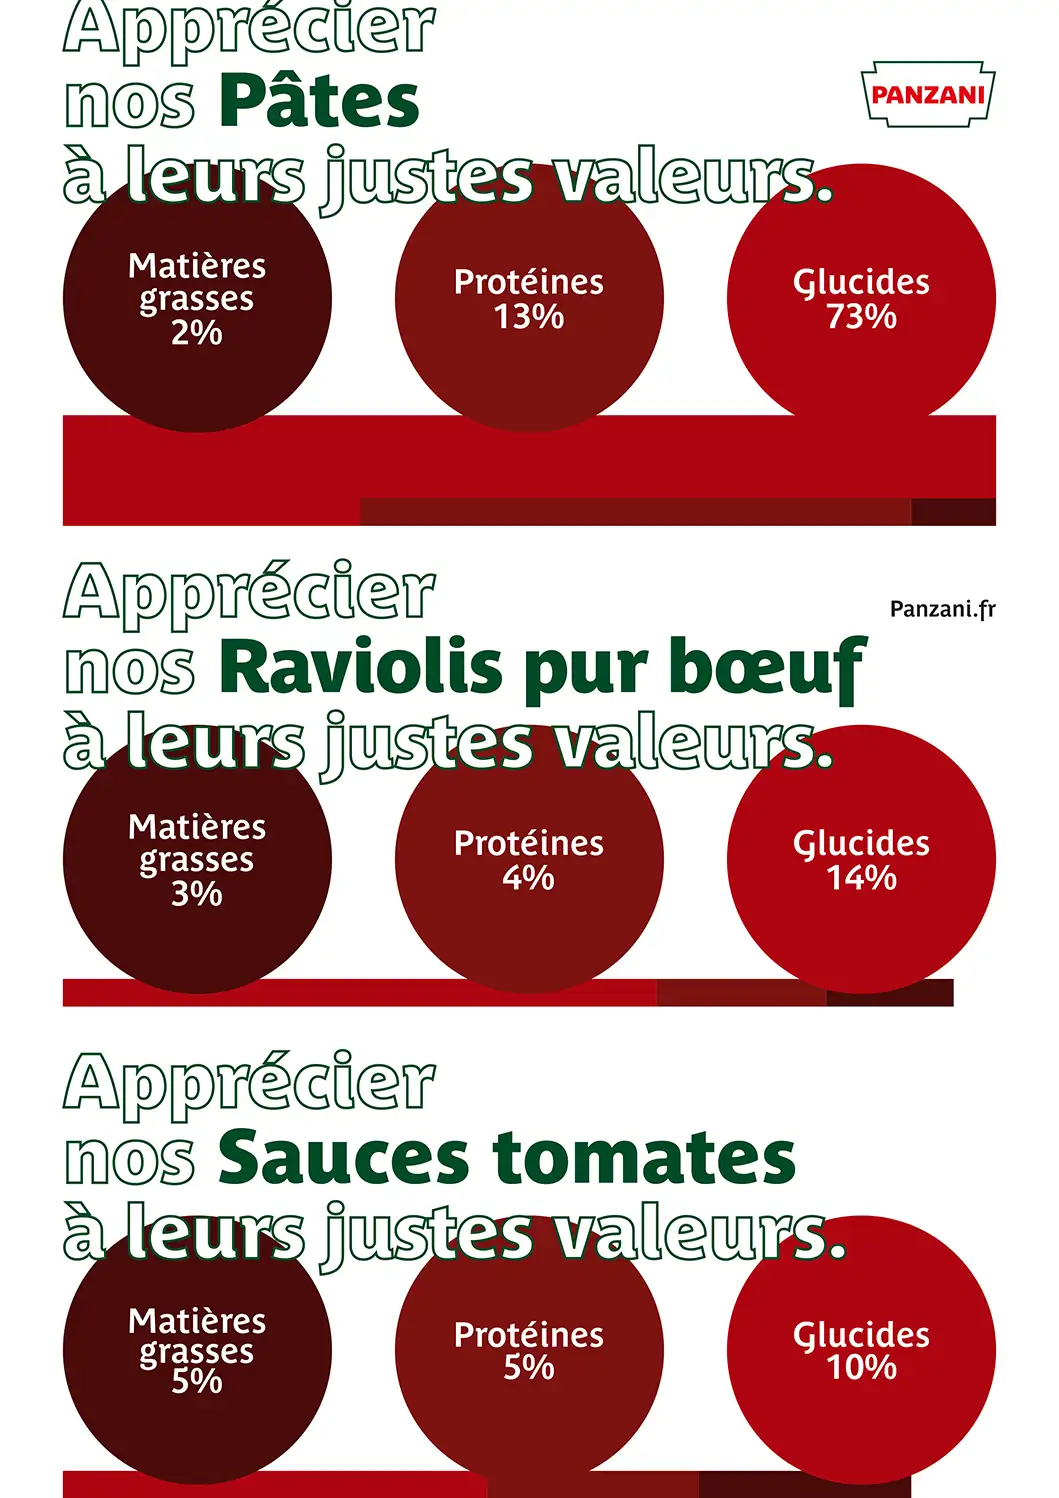 Apprécier
nos Pâtes
à leurs justes valeurs.
PANZANI
Matières
grasses
2%
Protéines
13%
Glucides
73%
Apprécier
nos Raviolis pur bœuf
à leurs justes valeurs.
Panzani.fr
Matières
grasses
3%
Protéines
4%
Glucides
14%
Apprécier
nos Sauces tomates
à leurs justes valeurs.
Matières
grasses
5%
Protéines
5%
Glucides
10%